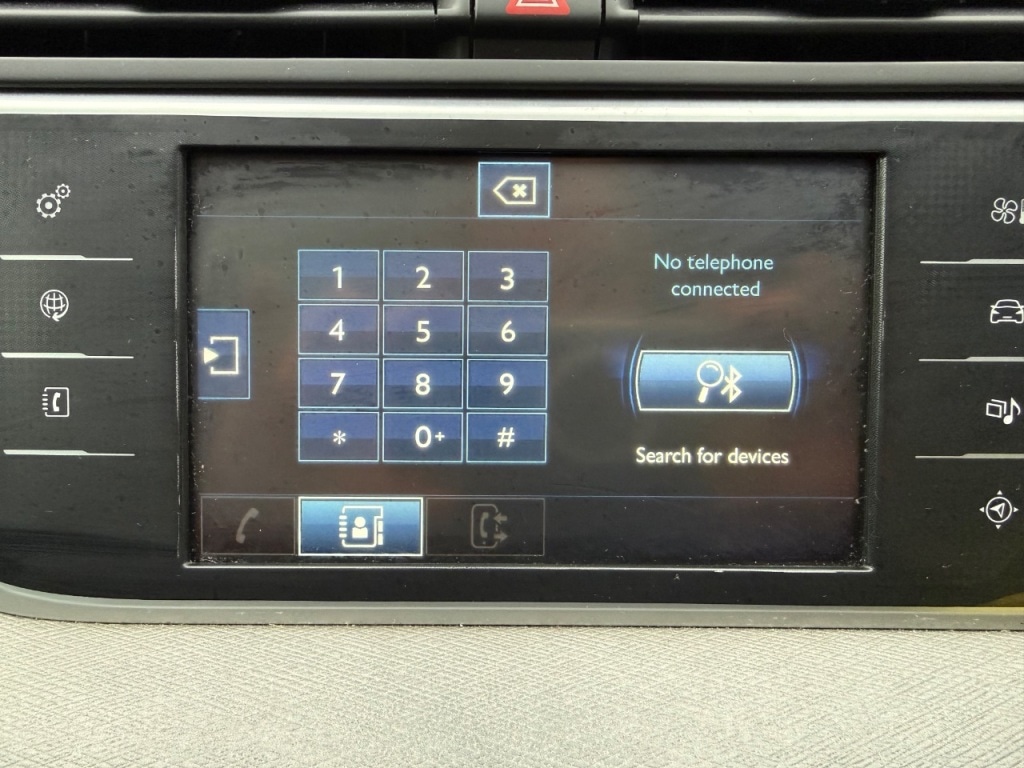 1 2 3
No telephone
connected
4 5 6
7 8 9
* 0+ #
Search for devices